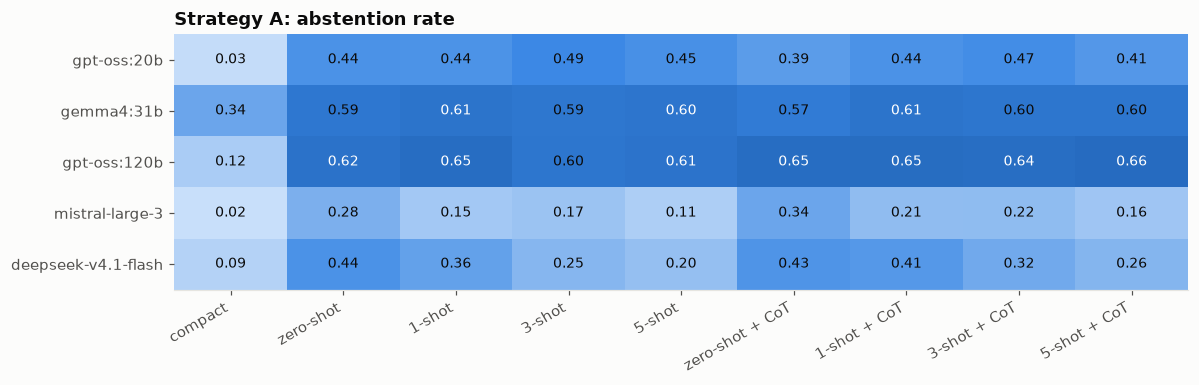 Strategy A: abstention rate
gpt-oss:20b 0.03 0.44 0.44 0.49 0.45 0.39 0.44 0.47 0.41
gemma4:31b 0.34 0.59 0.61 0.59 0.60 0.57 0.61 0.60 0.60
gpt-oss:120b 0.12 0.62 0.65 0.60 0.61 0.65 0.65 0.64 0.66
mistral-large-3 0.02 0.28 0.15 0.17 0.11 0.34 0.21 0.22 0.16
deepseek-v4.1-flash 0.09 0.44 0.36 0.25 0.20 0.43 0.41 0.32 0.26
compact zero-shot 1-shot 3-shot 5-shot zero-shot + CoT 1-shot + CoT 3-shot + CoT 5-shot + CoT